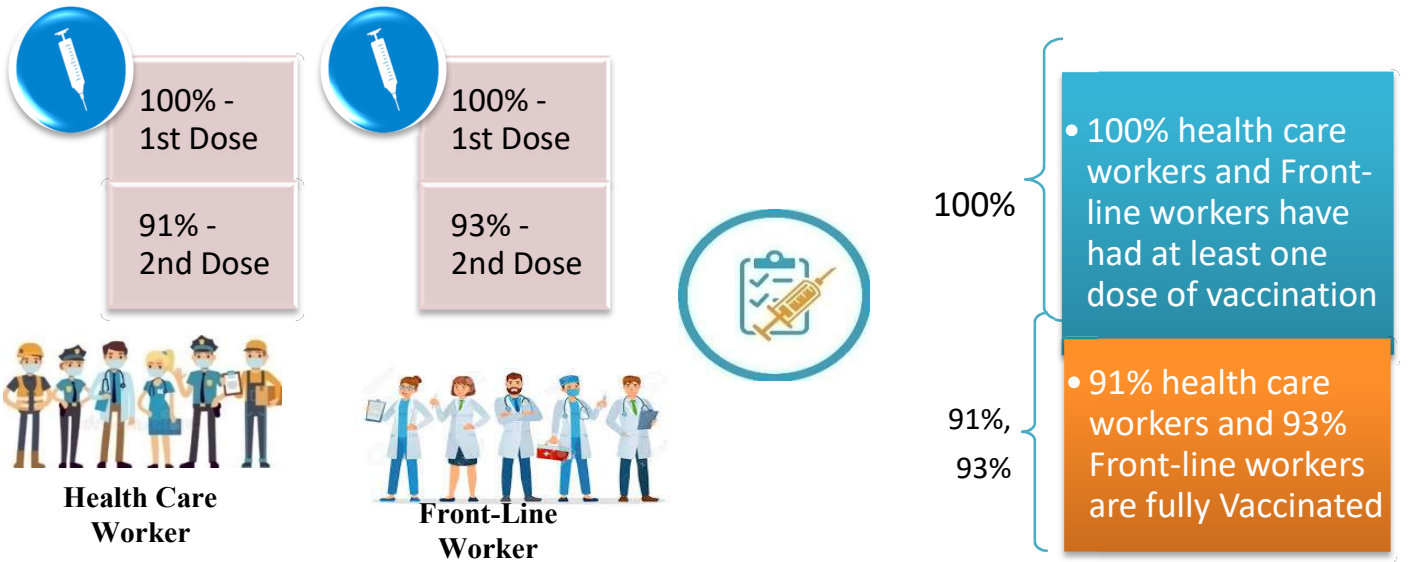 100% -
1st Dose
91% -
2nd Dose
Health Care
Worker
100% -
1st Dose
93% -
2nd Dose
Front-Line
Worker
100%
• 100% health care
workers and Front-
line workers have
had at least one
dose of vaccination
91%,
93%
• 91% health care
workers and 93%
Front-line workers
are fully Vaccinated